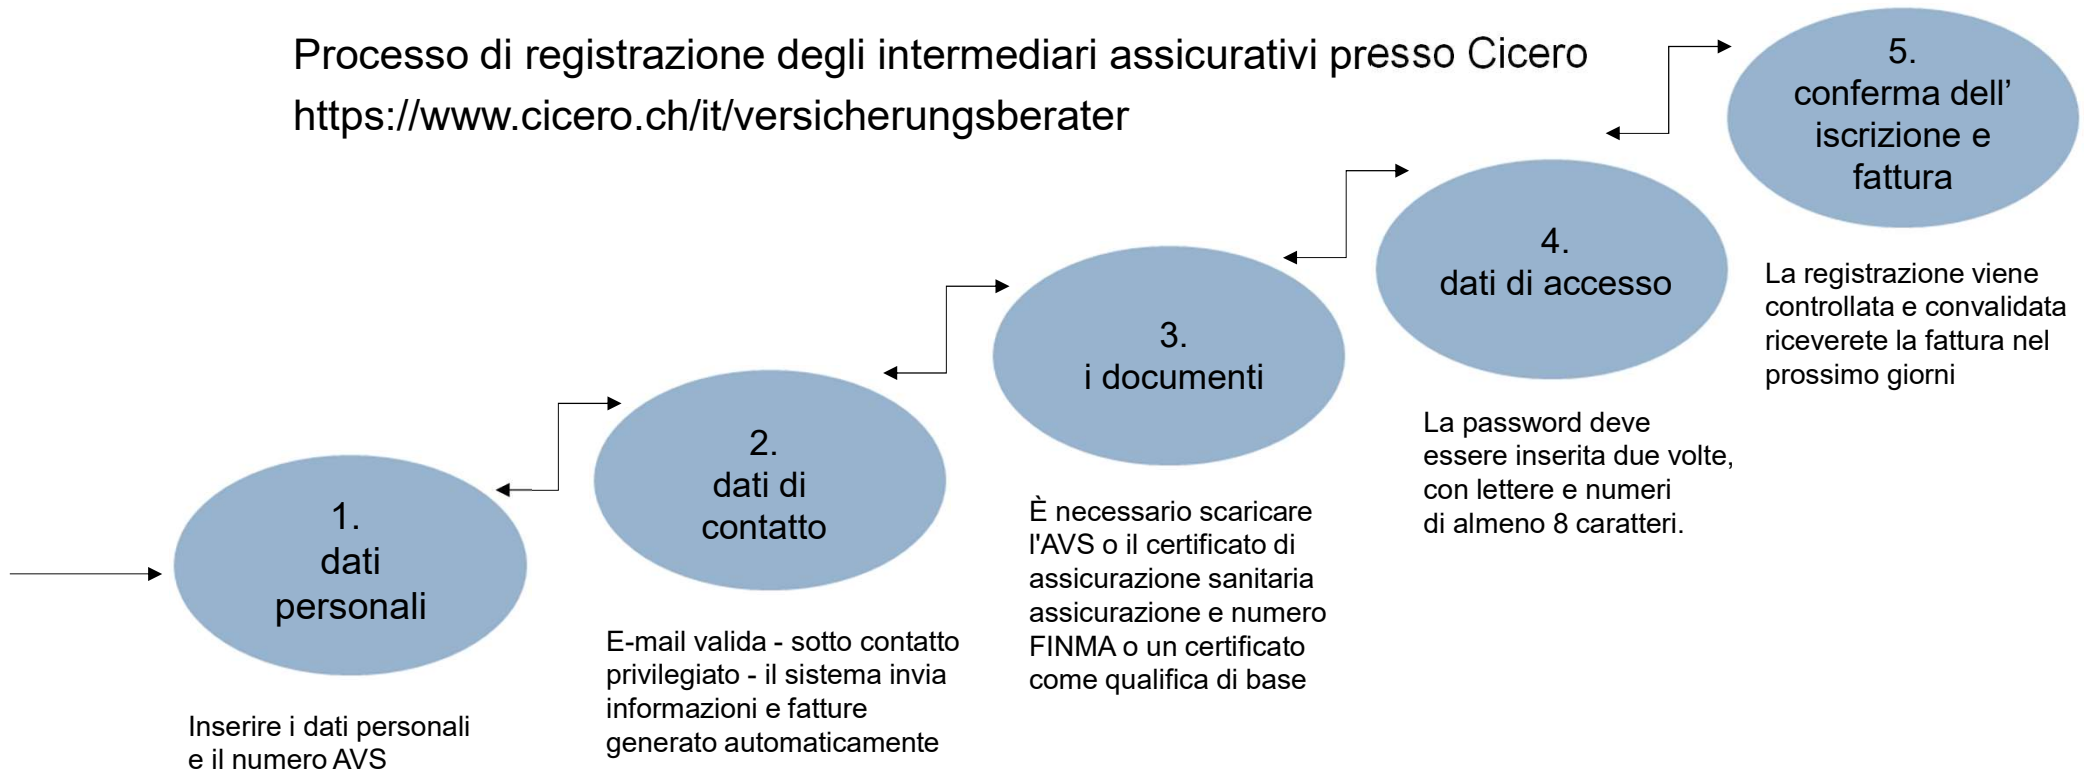 Processo di registrazione degli intermediari assicurativi presso Cicero
https://www.cicero.ch/it/versicherungsberater
1.
dati
personali
Inserire i dati personali
e il numero AVS
2.
dati di
contatto
E-mail valida - sotto contatto
privilegiato - il sistema invia
informazioni e fatture
generato automaticamente
3.
i documenti
È necessario scaricare
l'AVS o il certificato di
assicurazione sanitaria
assicurazione e numero
FINMA o un certificato
come qualifica di base
4.
dati di accesso
La password deve
essere inserita due volte,
con lettere e numeri
di almeno 8 caratteri.
5.
conferma dell’
iscrizione e
fattura
La registrazione viene
controllata e convalidata
riceverete la fattura nel
prossimo giorni